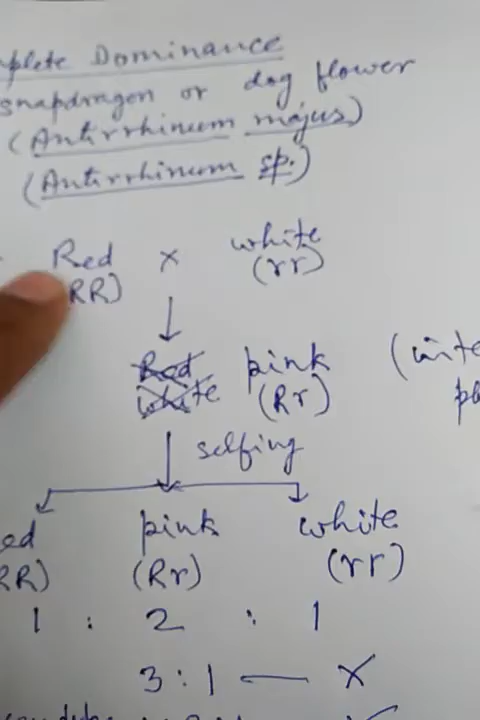 plete Dominance
snapdragon or dog flower
(Antirrhinum majus)
(Antirrhinum sp.)
Red × white
RR) (rr)
Red pink (inte
white (Rr) p
selfing
ed pink white
RR) (Rr) (rr)
1 : 2 : 1
3 : 1 — ×